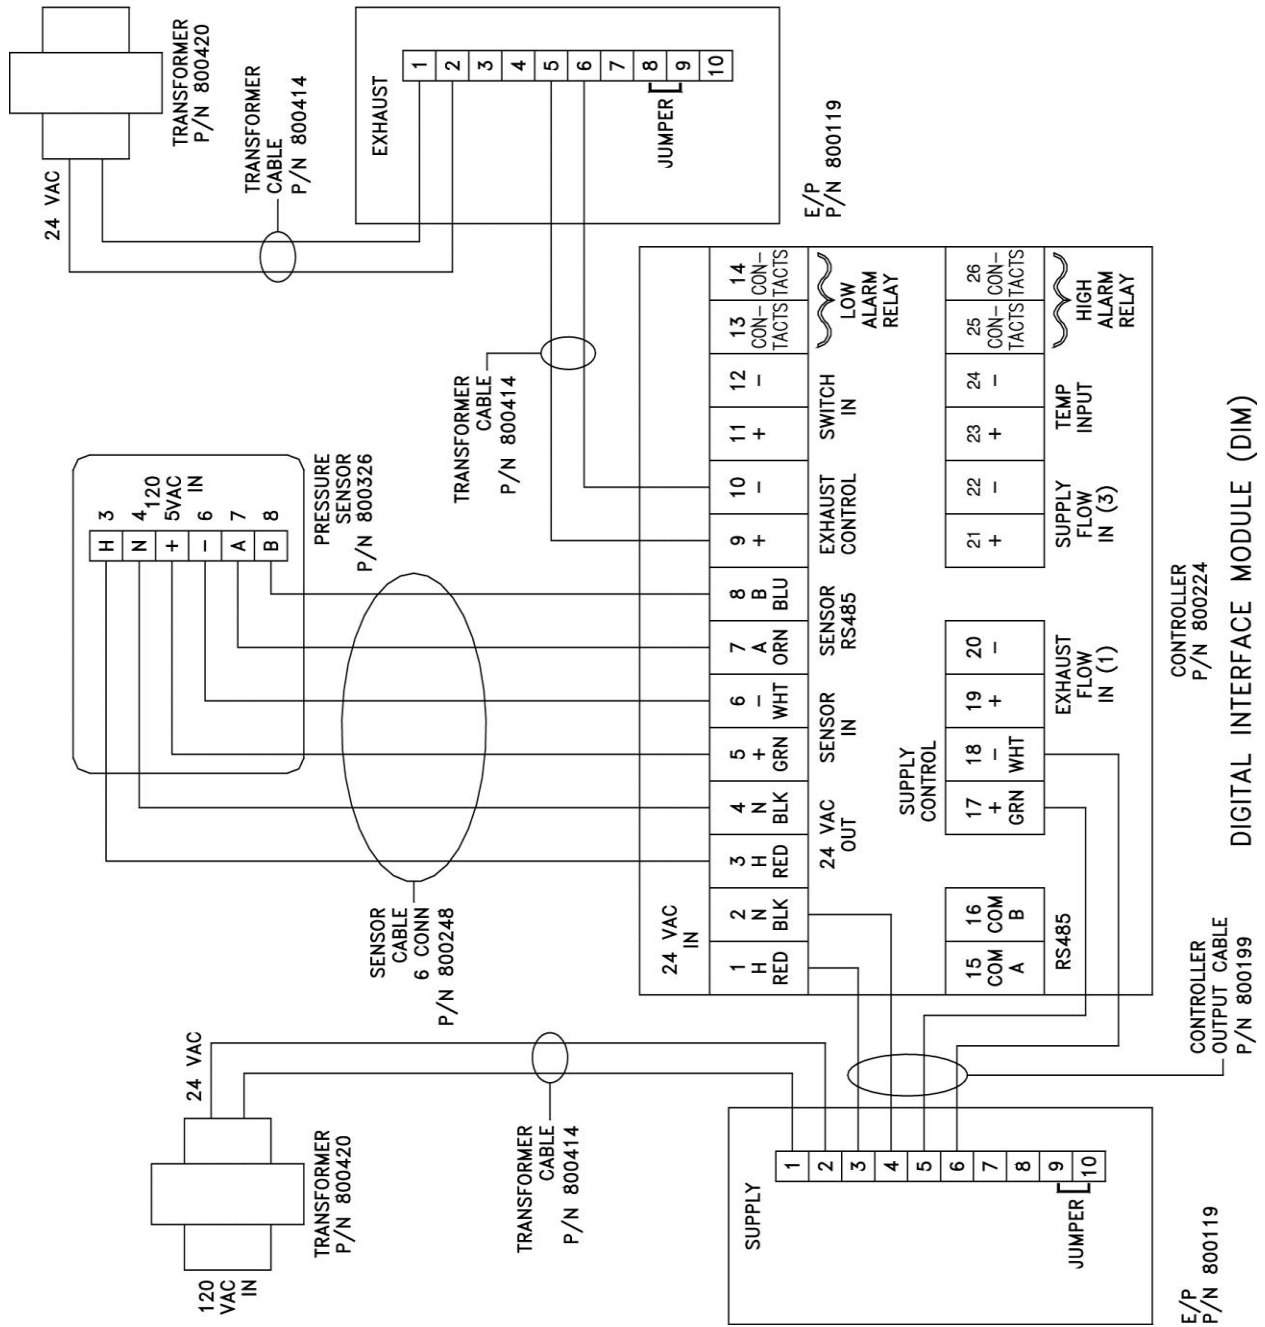 120
VAC
IN
24 VAC
TRANSFORMER
P/N 800420
TRANSFORMER
CABLE
P/N 800414
SUPPLY
1
2
3
4
5
6
7
8
9
10
JUMPER
E/P
P/N 800119
3
4
120
5VAC
IN
6
7
8
H
N
+
−
A
B
PRESSURE
SENSOR
P/N 800326
SENSOR
CABLE
6 CONN
P/N 800248
24 VAC
TRANSFORMER
P/N 800420
TRANSFORMER
CABLE
P/N 800414
EXHAUST
1
2
3
4
5
6
7
8
9
10
JUMPER
E/P
P/N 800119
TRANSFORMER
CABLE
P/N 800414
24 VAC
IN
1 2 3 4 5 6 7 8 9 10 11 12 13 14
H N H N + − A B + − + − CON- CON-
RED BLK RED BLK GRN WHT ORN BLU TACTS TACTS
24 VAC
OUT
SENSOR
IN
SENSOR
RS485
EXHAUST
CONTROL
SWITCH
IN
LOW
ALARM
RELAY
SUPPLY
CONTROL
15 16 17 18 19 20 21 22 23 24 25 26
COM COM + − + − + − + − CON- CON-
A B GRN WHT TACTS TACTS
RS485
EXHAUST
FLOW
IN (1)
SUPPLY
FLOW
IN (3)
TEMP
INPUT
HIGH
ALARM
RELAY
CONTROLLER
P/N 800224
CONTROLLER
OUTPUT CABLE
P/N 800199
DIGITAL INTERFACE MODULE (DIM)